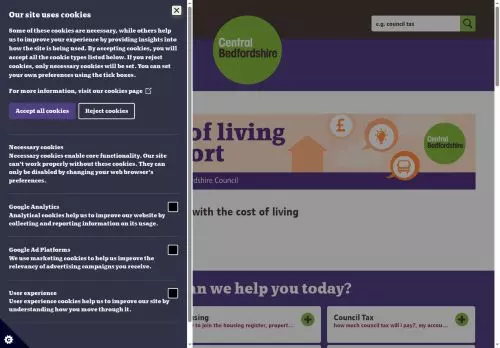 Our site uses cookies
Some of these cookies are necessary, while others help
us to improve your experience by providing insights into
how the site is being used. By accepting cookies, you will
accept all the cookie types listed below. If you reject
cookies, only necessary cookies will be set. You can set
your own preferences using the tick boxes.
For more information, visit our cookies page
Accept all cookies
Reject cookies
Necessary cookies
Necessary cookies enable core functionality. Our site
can't work properly without these cookies. They can
only be disabled by changing your web browser's
preferences.
Google Analytics
Analytical cookies help us to improve our website by
collecting and reporting information on its usage.
Google Ad Platforms
We use marketing cookies to help us improve the
relevancy of advertising campaigns you receive.
User experience
User experience cookies help us to improve our site by
understanding how you move through it.
Central
Bedfordshire
e.g. council tax
of living
ort
£
Central
Bedfordshire
dshire Council
with the cost of living
an we help you today?
using
to join the housing register, propert...
Council Tax
how much council tax will i pay?, my accou...